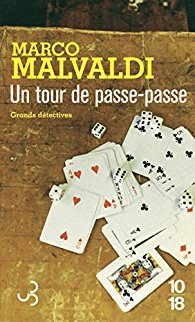 MARCO
MALVALDI
Un tour de passe-passe
Grands détectives
10
18